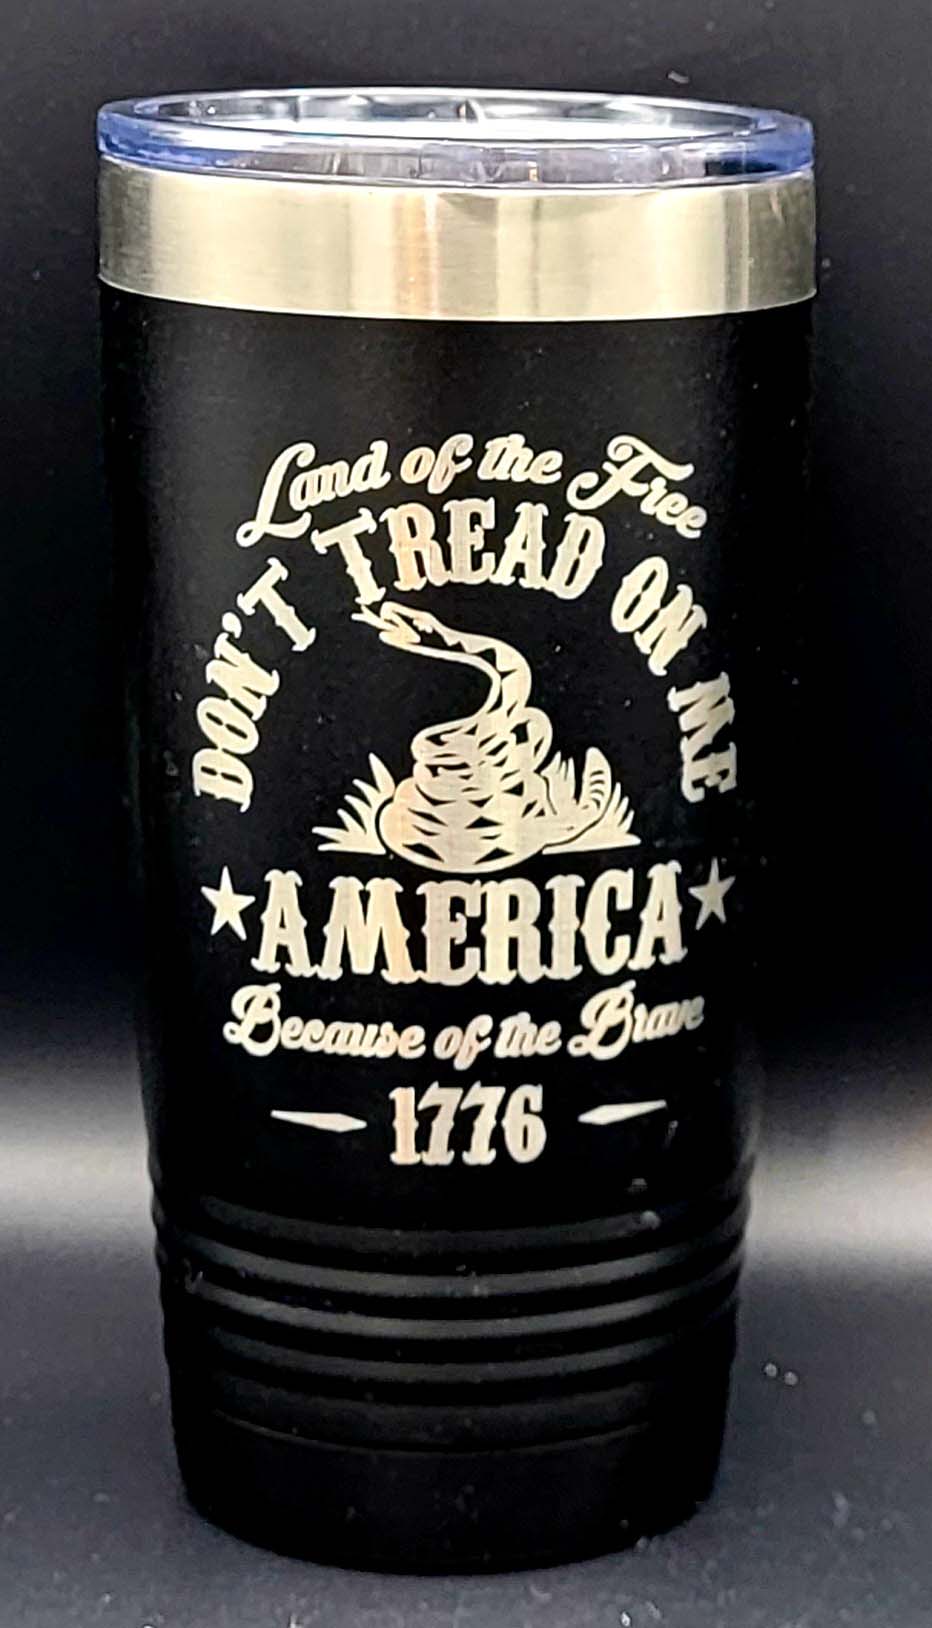 Land of the Free
DON'T TREAD ON ME
AMERICA
Because of the Brave
1776